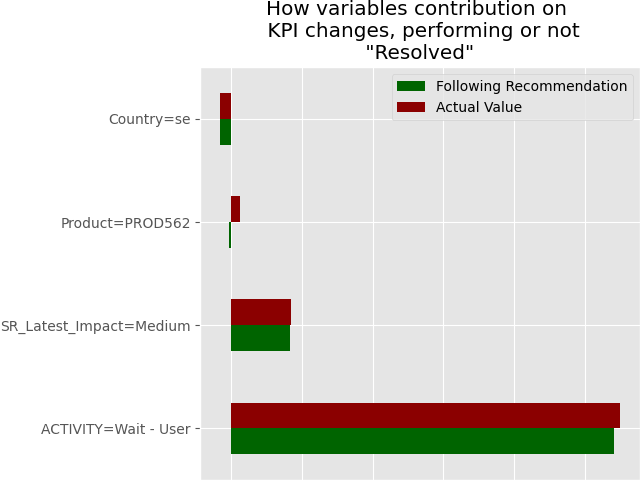 How variables contribution on
KPI changes, performing or not
"Resolved"
Following Recommendation
Actual Value
Country=se
Product=PROD562
SR_Latest_Impact=Medium
ACTIVITY=Wait - User